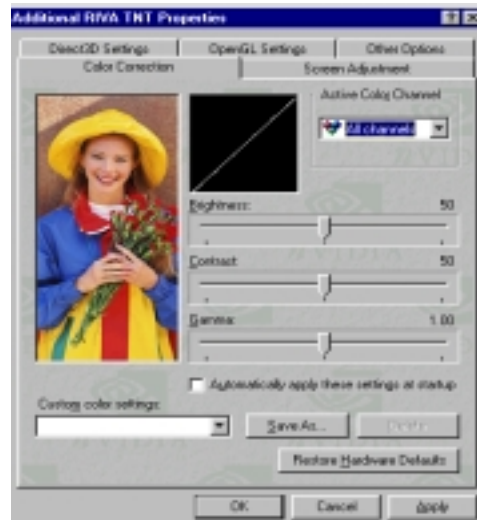 Additional RIVA TNT Properties
Direct3D Settings
OpenGL Settings
Other Options
Color Correction
Screen Adjustment
Active Color Channel
All channels
Brightness: 50
Contrast: 50
Gamma: 1.00
Automatically apply these settings at startup
Custom color settings:
Save As...
Delete
Restore Hardware Defaults
OK
Cancel
Apply